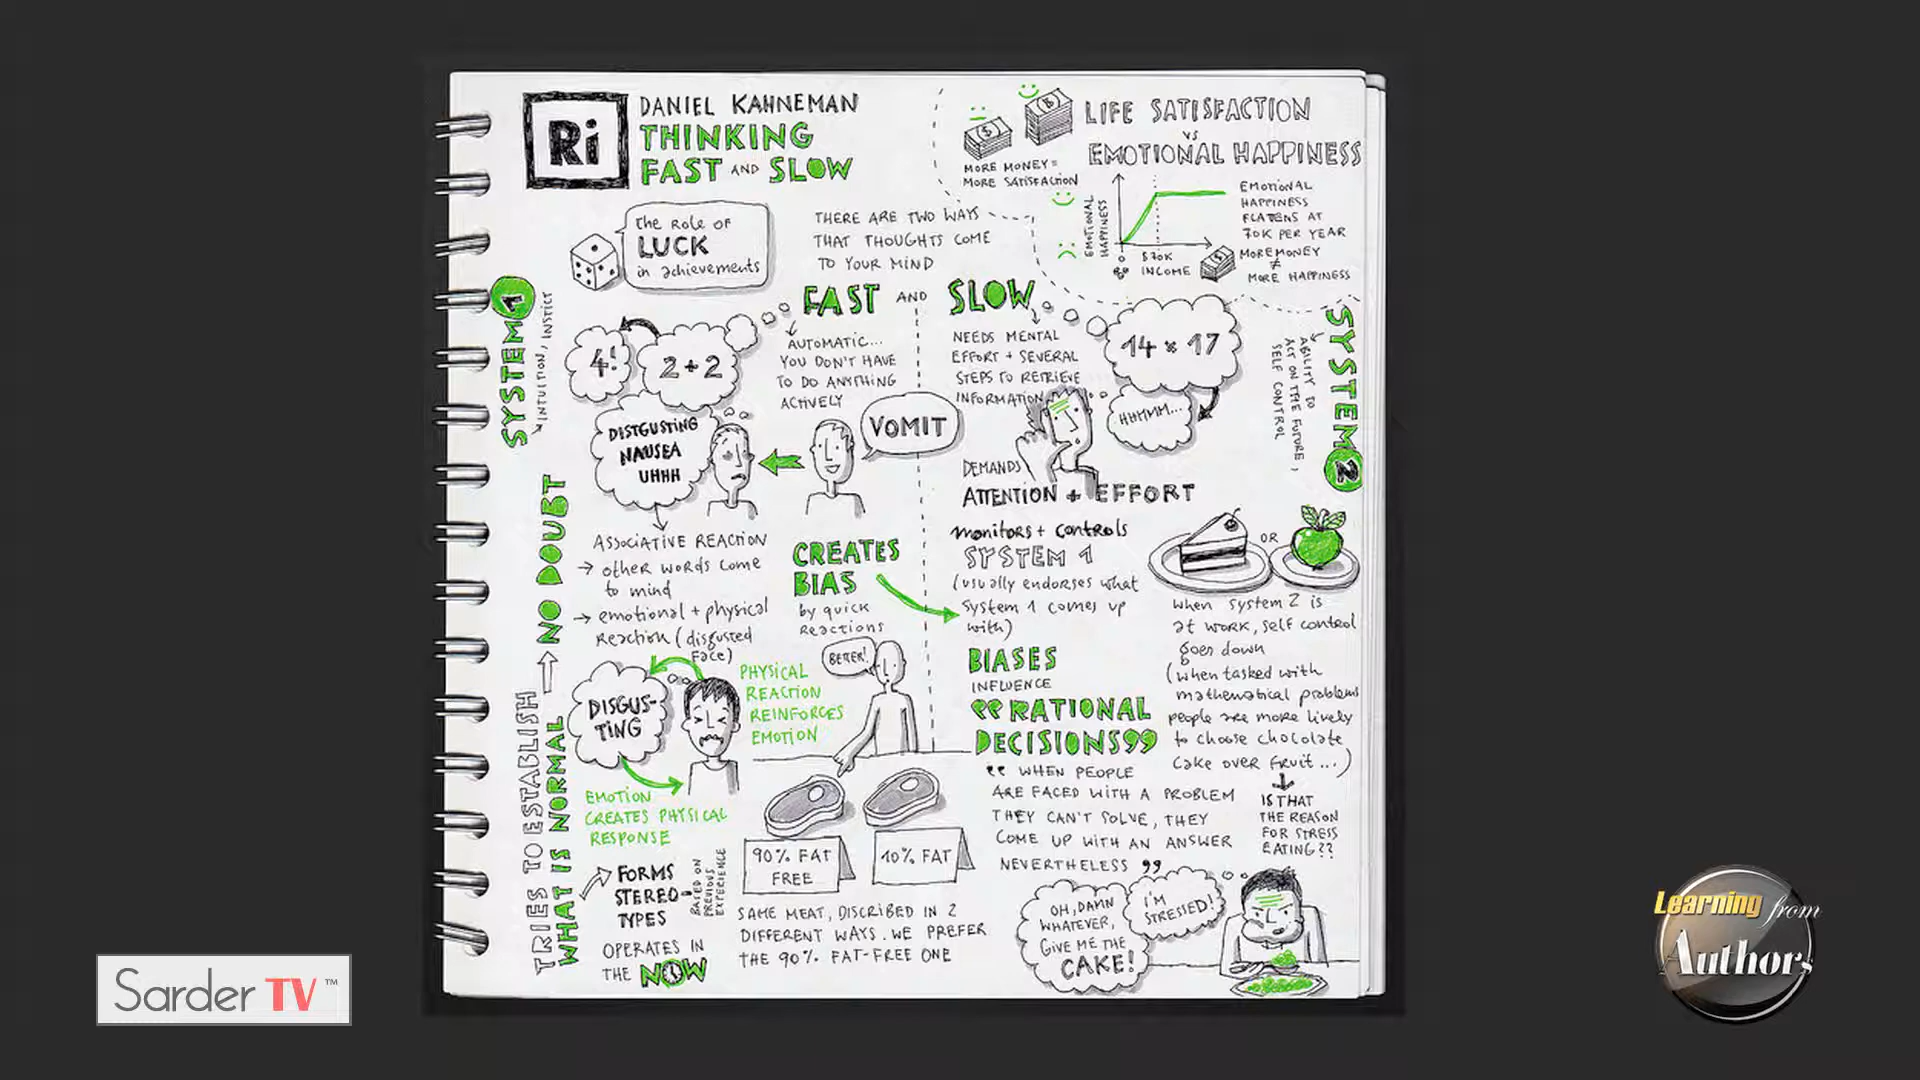 Ri
DANIEL KAHNEMAN
THINKING
FAST AND SLOW
The Role OF
LUCK
in achievements
THERE ARE TWO WAYS
THAT THOUGHTS COME
TO YOUR MIND
FAST AND SLOW
MORE MONEY =
MORE SATISFACTION
LIFE SATISFACTION
VS
EMOTIONAL HAPPINESS
EMOTIONAL
HAPPINESS
0
$70K
INCOME
EMOTIONAL
HAPPINESS
FLATENS AT
70K PER YEAR
MORE MONEY
≠
MORE HAPPINESS
SYSTEM 1
INTUITION, INSTICT
4!
2+2
AUTOMATIC...
YOU DON'T HAVE
TO DO ANYTHING
ACTIVELY
DISTGUSTING
NAUSEA
UHHH
VOMIT
ASSOCIATIVE REACTION
→ other words come
to mind
→ emotional + physical
Reaction (disgusted
face)
CREATES
BIAS
by quick
Reactions
NEEDS MENTAL
EFFORT + SEVERAL
STEPS TO RETRIEVE
INFORMATION
14 × 17
HHMMM...
SYSTEM 2
ABILITY TO
ACT ON THE FUTURE,
SELF CONTROL
DEMANDS
ATTENTION + EFFORT
monitors + controls
SYSTEM 1
(usually endorses what
System 1 comes up
with)
OR
when System 2 is
at work, self control
goes down
(when tasked with
mathematical problems
people are more lively
to choose chocolate
cake over fruit...)
IS THAT
THE REASON
FOR STRESS
EATING??
BIASES
INFLUENCE
"RATIONAL
DECISIONS"
"WHEN PEOPLE
ARE FACED WITH A PROBLEM
THEY CAN'T SOLVE, THEY
COME UP WITH AN ANSWER
NEVERTHELESS"
OH, DAMN
WHATEVER,
GIVE ME THE
CAKE!
I'M
STRESSED!
TRIES TO ESTABLISH
WHAT IS NORMAL
→ NO DOUBT
DISGUS-
TING
PHYSICAL
REACTION
REINFORCES
EMOTION
EMOTION
CREATES PHYSICAL
RESPONSE
FORMS
STEREO-
TYPES
BASED ON
PREVIOUS
EXPERIENCE
OPERATES IN
THE NOW
BETTER!
90% FAT
FREE
10% FAT
SAME MEAT, DISCRIBED IN 2
DIFFERENT WAYS. WE PREFER
THE 90% FAT-FREE ONE
Sarder TV™
Learning from
Authors